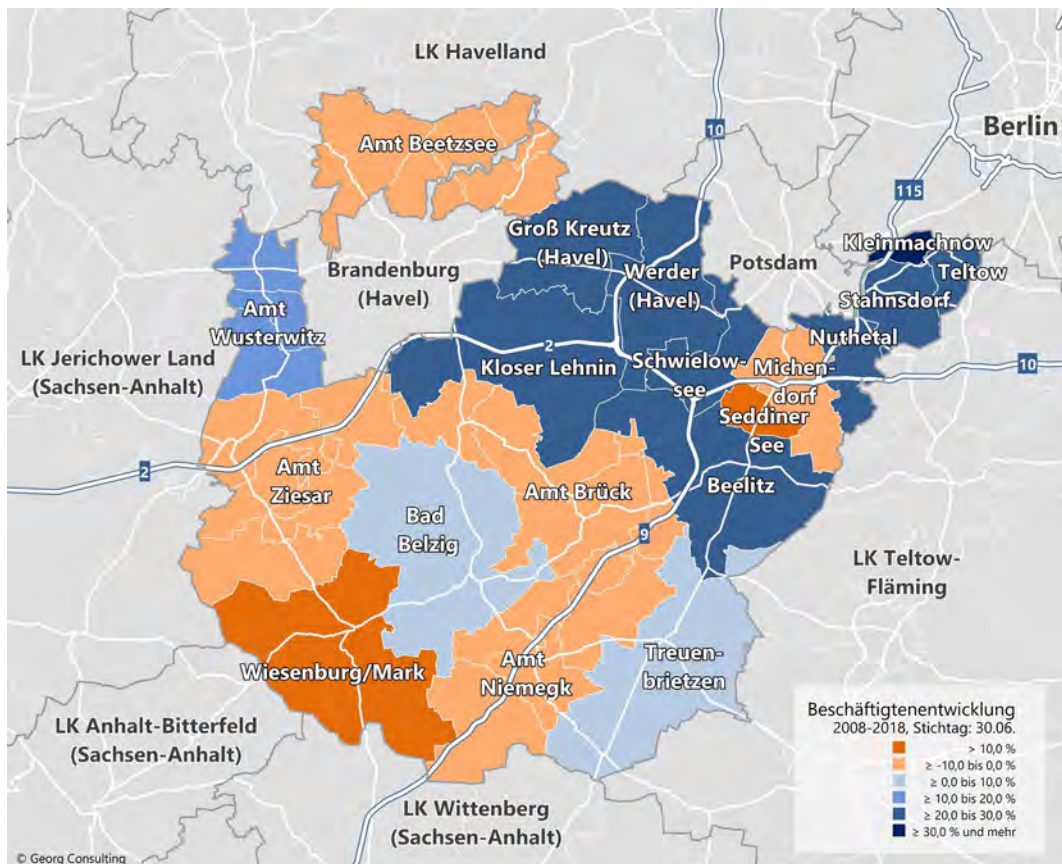 LK Havelland
Berlin
10
Amt Beetzsee
115
Groß Kreutz
(Havel)
Kleinmachnow
Teltow
Brandenburg
(Havel)
Werder
(Havel)
Potsdam
Stahnsdorf
Amt
Wusterwitz
Nuthetal
LK Jerichower Land
(Sachsen-Anhalt)
2
Kloser Lehnin
Schwielow-
see
Michen-
dorf
10
Seddiner
See
2
Amt
Ziesar
Amt Brück
Beelitz
Bad
Belzig
9
LK Teltow-
Fläming
Wiesenburg/Mark
Amt
Niemegk
Treuen-
brietzen
LK Anhalt-Bitterfeld
(Sachsen-Anhalt)
LK Wittenberg
(Sachsen-Anhalt)
Beschäftigtenentwicklung
2008-2018, Stichtag: 30.06.
> 10,0 %
≥ -10,0 bis 0,0 %
≥ 0,0 bis 10,0 %
≥ 10,0 bis 20,0 %
≥ 20,0 bis 30,0 %
≥ 30,0 % und mehr
© Georg Consulting